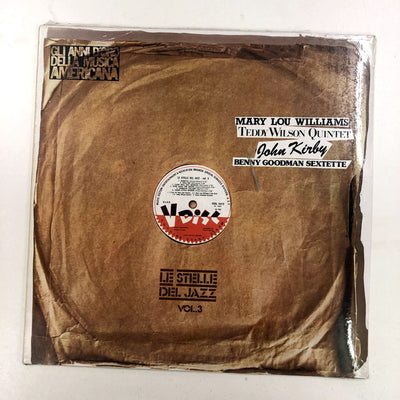 GLI ANNI D'ORO
DELLA MUSICA
AMERICANA
MARY LOU WILLIAMS
TEDDY WILSON QUINTET
John Kirby
BENNY GOODMAN SEXTETTE
V Disc
LE STELLE
DEL JAZZ
VOL.3